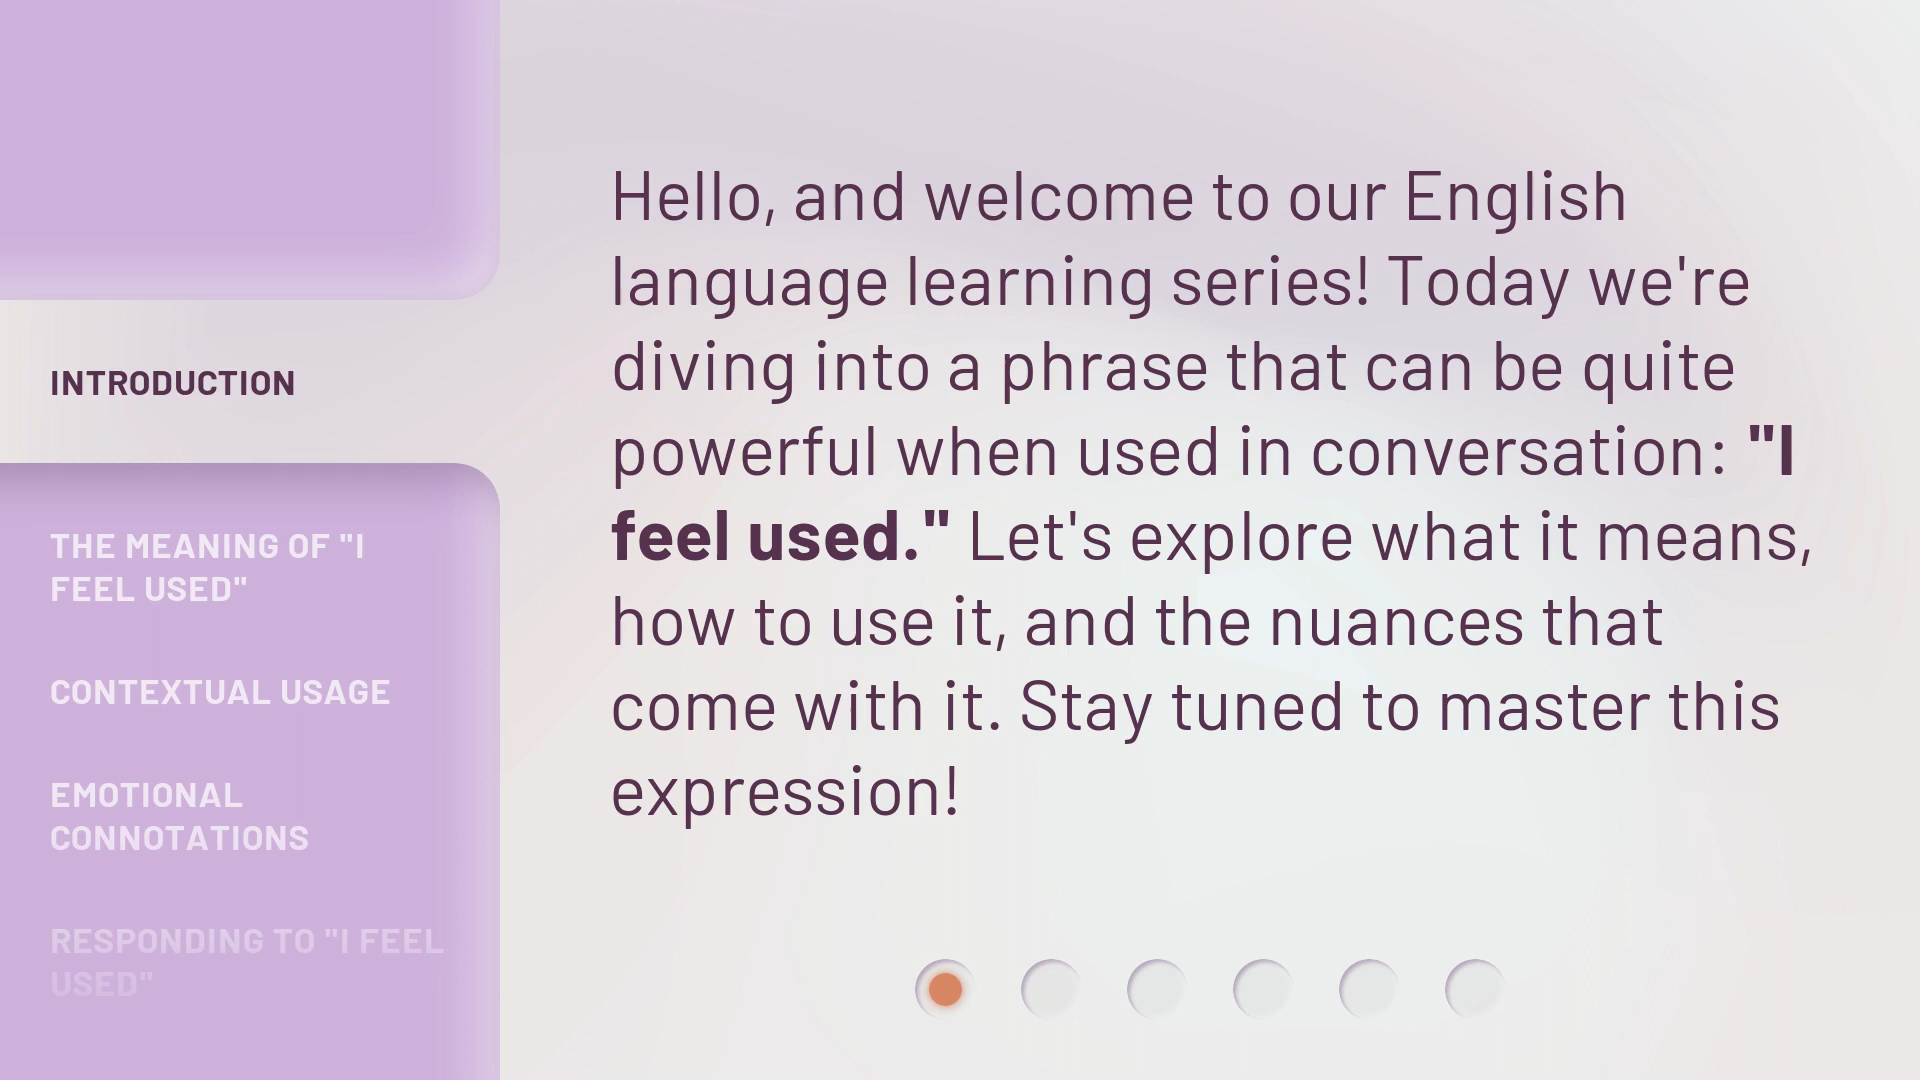 INTRODUCTION
THE MEANING OF "I
FEEL USED"
CONTEXTUAL USAGE
EMOTIONAL
CONNOTATIONS
RESPONDING TO "I FEEL
USED"
Hello, and welcome to our English
language learning series! Today we're
diving into a phrase that can be quite
powerful when used in conversation: "I
feel used." Let's explore what it means,
how to use it, and the nuances that
come with it. Stay tuned to master this
expression!